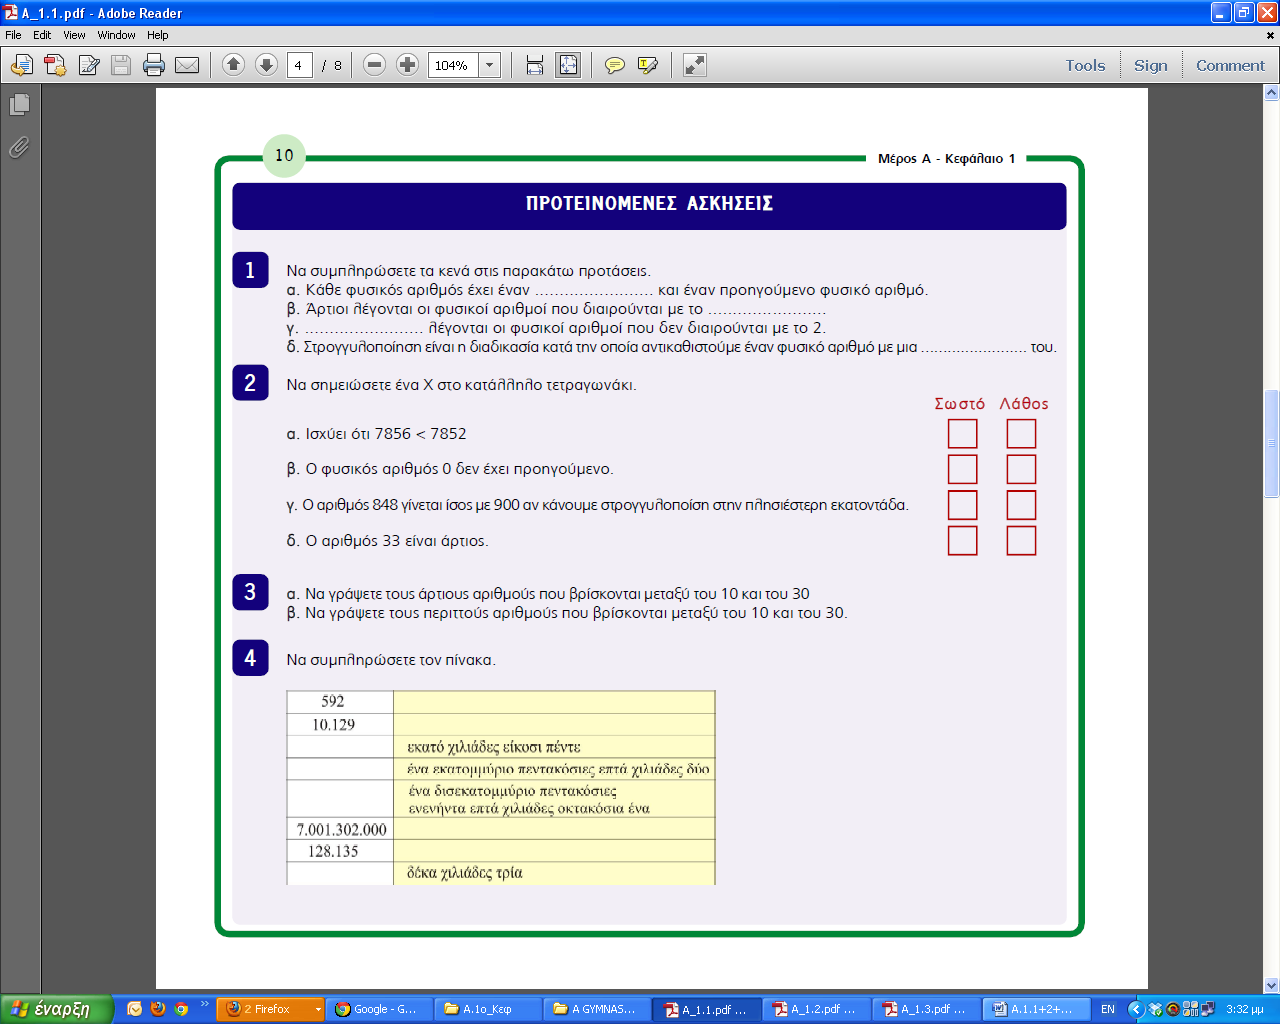 A_1.1.pdf - Adobe Reader
File Edit View Window Help
4 / 8 104% Tools Sign Comment
10
Μέρος Α - Κεφάλαιο 1
ΠΡΟΤΕΙΝΟΜΕΝΕΣ ΑΣΚΗΣΕΙΣ
1 Να συμπληρώσετε τα κενά στις παρακάτω προτάσεις.
α. Κάθε φυσικός αριθμός έχει έναν ........................ και έναν προηγούμενο φυσικό αριθμό.
β. Άρτιοι λέγονται οι φυσικοί αριθμοί που διαιρούνται με το ........................
γ. ........................ λέγονται οι φυσικοί αριθμοί που δεν διαιρούνται με το 2.
δ. Στρογγυλοποίηση είναι η διαδικασία κατά την οποία αντικαθιστούμε έναν φυσικό αριθμό με μια ........................ του.
2 Να σημειώσετε ένα Χ στο κατάλληλο τετραγωνάκι.
Σωστό Λάθος
α. Ισχύει ότι 7856 < 7852
β. Ο φυσικός αριθμός 0 δεν έχει προηγούμενο.
γ. Ο αριθμός 848 γίνεται ίσος με 900 αν κάνουμε στρογγυλοποίση στην πλησιέστερη εκατοντάδα.
δ. Ο αριθμός 33 είναι άρτιος.
3 α. Να γράψετε τους άρτιους αριθμούς που βρίσκονται μεταξύ του 10 και του 30
β. Να γράψετε τους περιττούς αριθμούς που βρίσκονται μεταξύ του 10 και του 30.
4 Να συμπληρώσετε τον πίνακα.
592
10.129
εκατό χιλιάδες είκοσι πέντε
ένα εκατομμύριο πεντακόσιες επτά χιλιάδες δύο
ένα δισεκατομμύριο πεντακόσιες
ενενήντα επτά χιλιάδες οκτακόσια ένα
7.001.302.000
128.135
δέκα χιλιάδες τρία
έναρξη 2 Firefox Google - G... A.1o_Κεφ A GYMNAS... A_1.1.pdf ... A_1.2.pdf ... A_1.3.pdf ... A.1.1+2+... EN 3:32 μμ